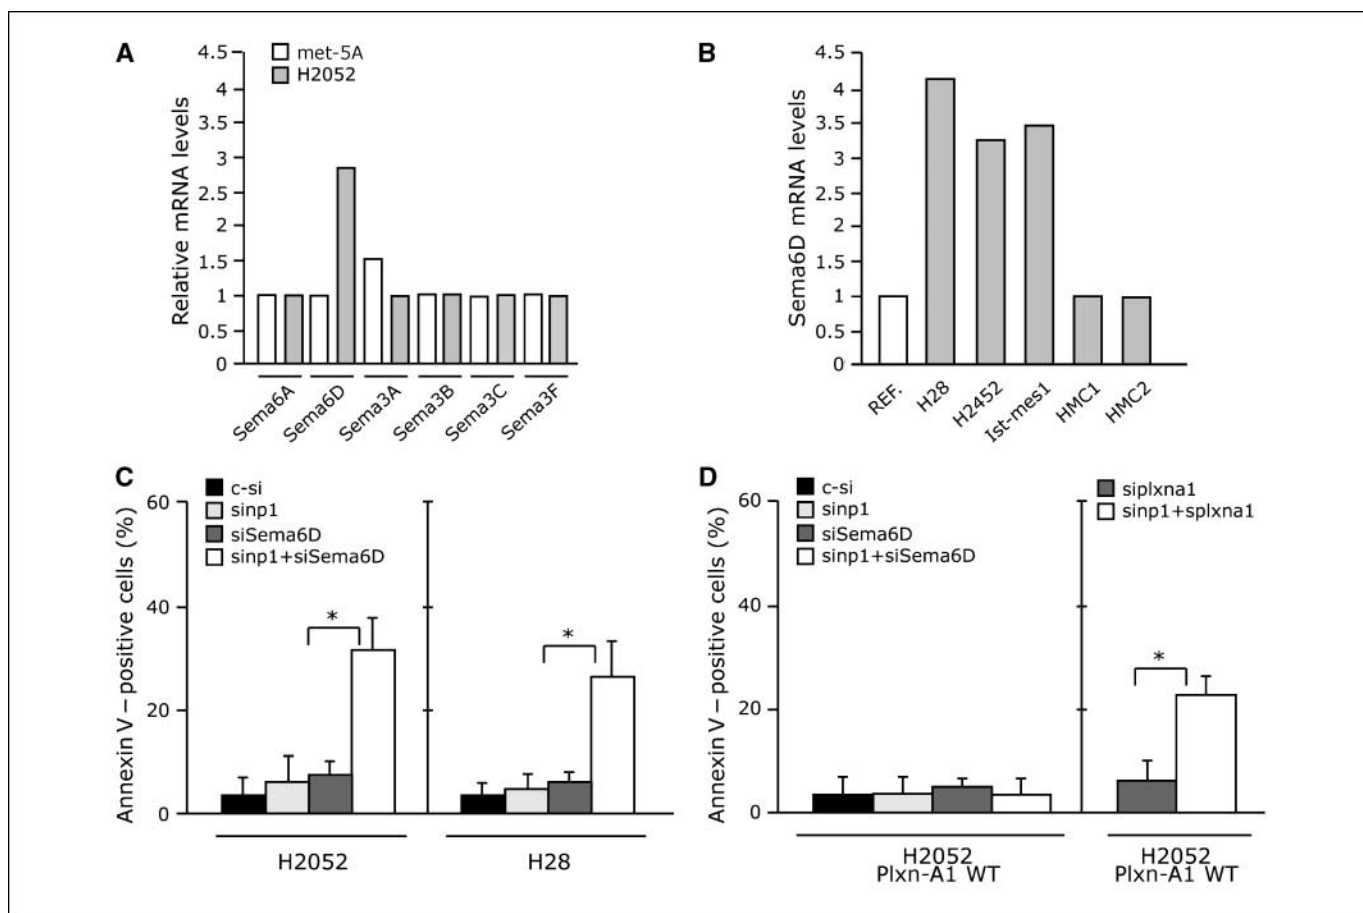 A
met-5A
H2052
Relative mRNA levels
4.5
4
3.5
3
2.5
2
1.5
1
0.5
0
Sema6A
Sema6D
Sema3A
Sema3B
Sema3C
Sema3F
B
Sema6D mRNA levels
4.5
4
3.5
3
2.5
2
1.5
1
0.5
0
REF.
H28
H2452
Ist-mes1
HMC1
HMC2
C
c-si
sinp1
siSema6D
sinp1+siSema6D
Annexin V – positive cells (%)
60
40
20
0
*
*
H2052
H28
D
c-si
sinp1
siSema6D
sinp1+siSema6D
siplxna1
sinp1+splxna1
Annexin V – positive cells (%)
60
40
20
0
*
H2052
Plxn-A1 WT
H2052
Plxn-A1 WT